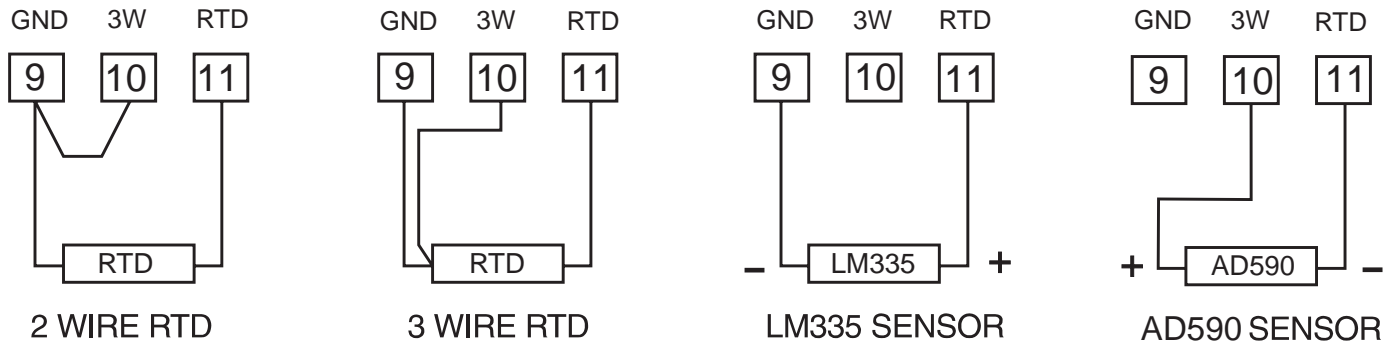 GND 3W RTD GND 3W RTD GND 3W RTD GND 3W RTD
9 10 11 9 10 11 9 10 11 9 10 11
RTD RTD – LM335 + + AD590 –
2 WIRE RTD 3 WIRE RTD LM335 SENSOR AD590 SENSOR